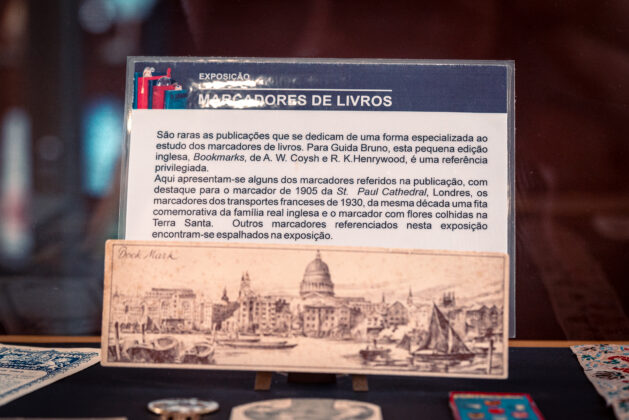 EXPOSIÇÃO
MARCADORES DE LIVROS
São raras as publicações que se dedicam de uma forma especializada ao
estudo dos marcadores de livros. Para Guida Bruno, esta pequena edição
inglesa, Bookmarks, de A. W. Coysh e R. K.Henrywood, é uma referência
privilegiada.
Aqui apresentam-se alguns dos marcadores referidos na publicação, com
destaque para o marcador de 1905 da St. Paul Cathedral, Londres, os
marcadores dos transportes franceses de 1930, da mesma década uma fita
comemorativa da família real inglesa e o marcador com flores colhidas na
Terra Santa. Outros marcadores referenciados nesta exposição
encontram-se espalhados na exposição.
Book Mark